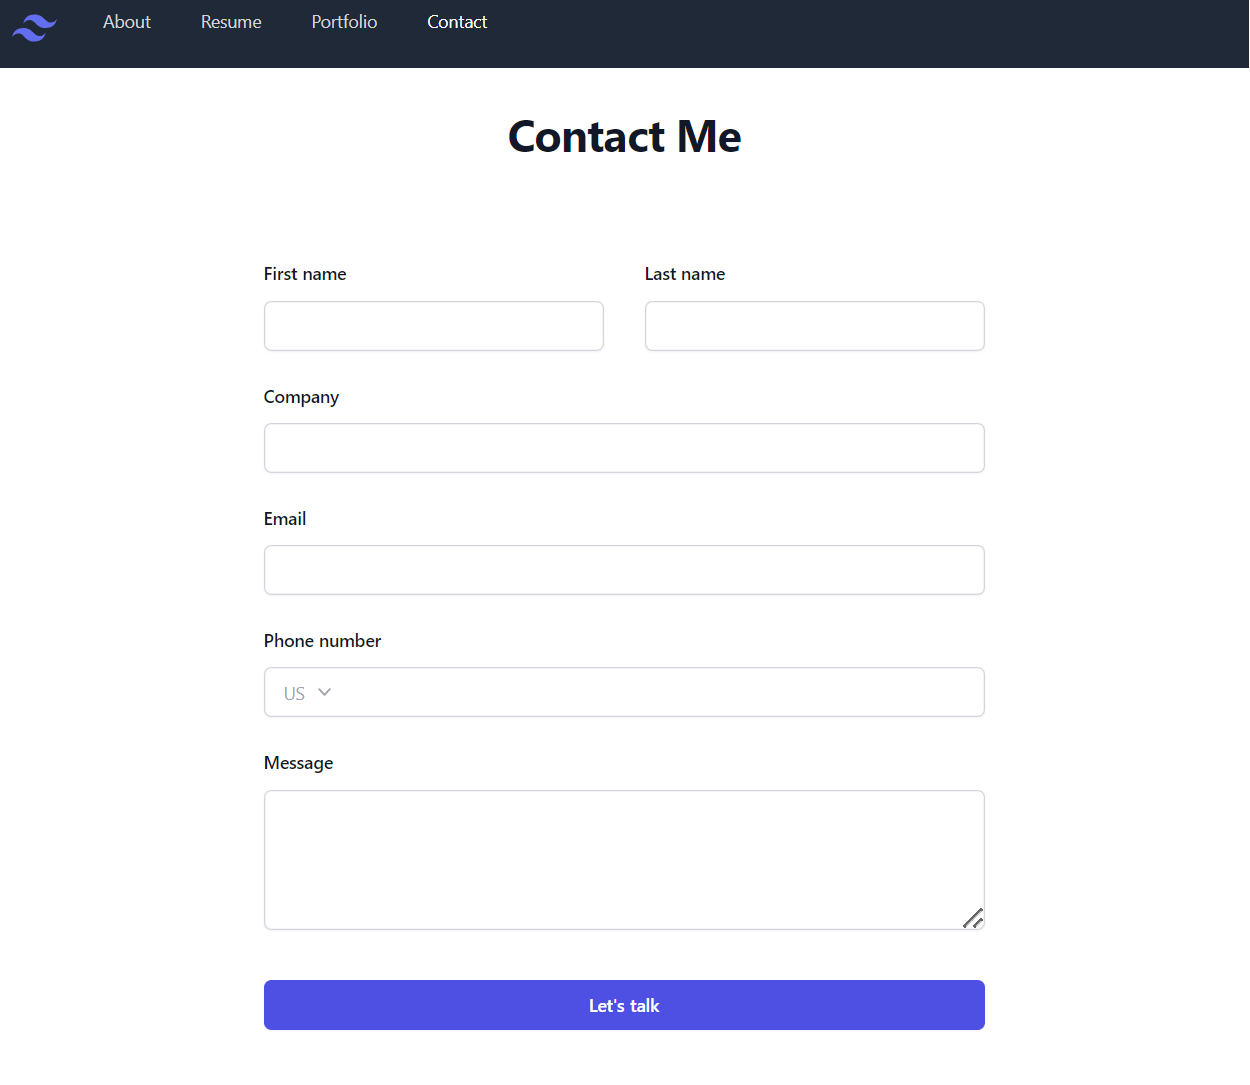 About Resume Portfolio Contact
Contact Me
First name Last name
Company
Email
Phone number
US
Message
Let's talk